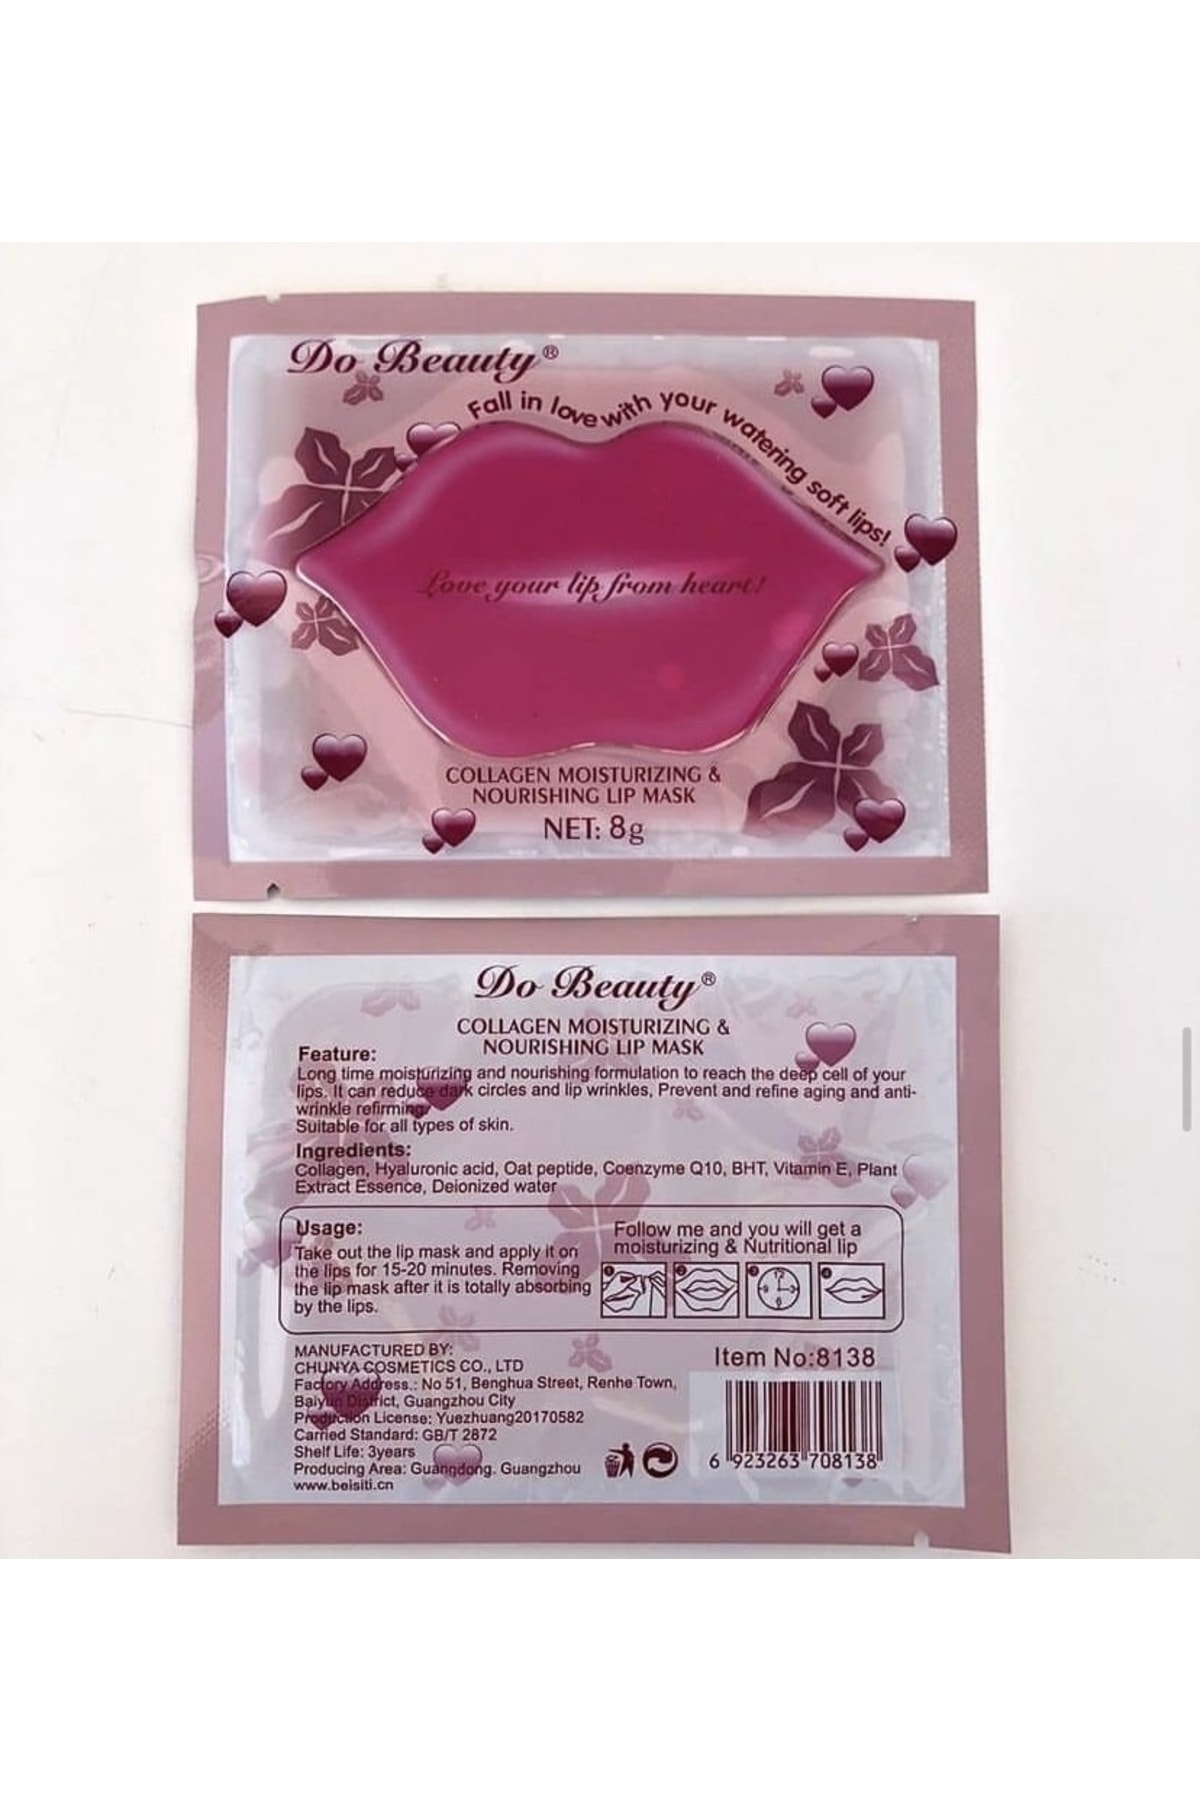 Do Beauty®
Fall in love with your watering soft lips!
Love your lip from heart!
COLLAGEN MOISTURIZING &
NOURISHING LIP MASK
NET: 8g
Do Beauty®
COLLAGEN MOISTURIZING &
NOURISHING LIP MASK
Feature:
Long time moisturizing and nourishing formulation to reach the deep cell of your
lips. It can reduce dark circles and lip wrinkles, Prevent and refine aging and anti-
wrinkle refirming.
Suitable for all types of skin.
Ingredients:
Collagen, Hyaluronic acid, Oat peptide, Coenzyme Q10, BHT, Vitamin E, Plant
Extract Essence, Deionized water
Usage:
Take out the lip mask and apply it on
the lips for 15-20 minutes. Removing
the lip mask after it is totally absorbing
by the lips.
Follow me and you will get a
moisturizing & Nutritional lip
1 2 3 4
12
9 3
6
MANUFACTURED BY:
CHUNYA COSMETICS CO., LTD
Factory Address.: No 51, Benghua Street, Renhe Town,
Baiyun District, Guangzhou City
Production License: Yuezhuang20170582
Carried Standard: GB/T 2872
Shelf Life: 3years
Producing Area: Guangdong. Guangzhou
www.beisiti.cn
Item No:8138
6 923263 708138